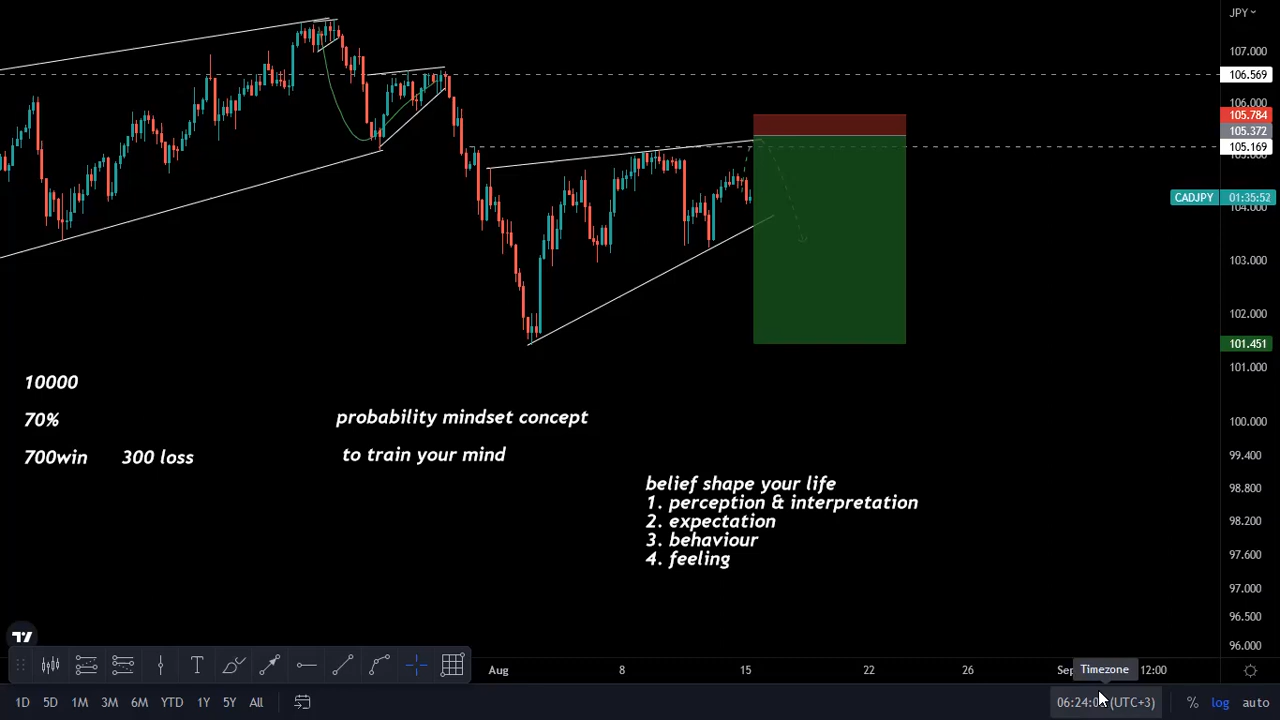 JPY
107.000
106.569
106.000
105.784
105.372
105.169
CADJPY 01:35:52
104.000
103.000
102.000
101.451
101.000
100.000
99.400
98.800
98.200
97.600
97.000
96.500
96.000
10000
70%
700win 300 loss
probability mindset concept
to train your mind
belief shape your life
1. perception & interpretation
2. expectation
3. behaviour
4. feeling
Aug 8 15 22 26 12:00
Timezone
1D 5D 1M 3M 6M YTD 1Y 5Y All
(UTC+3) % log auto